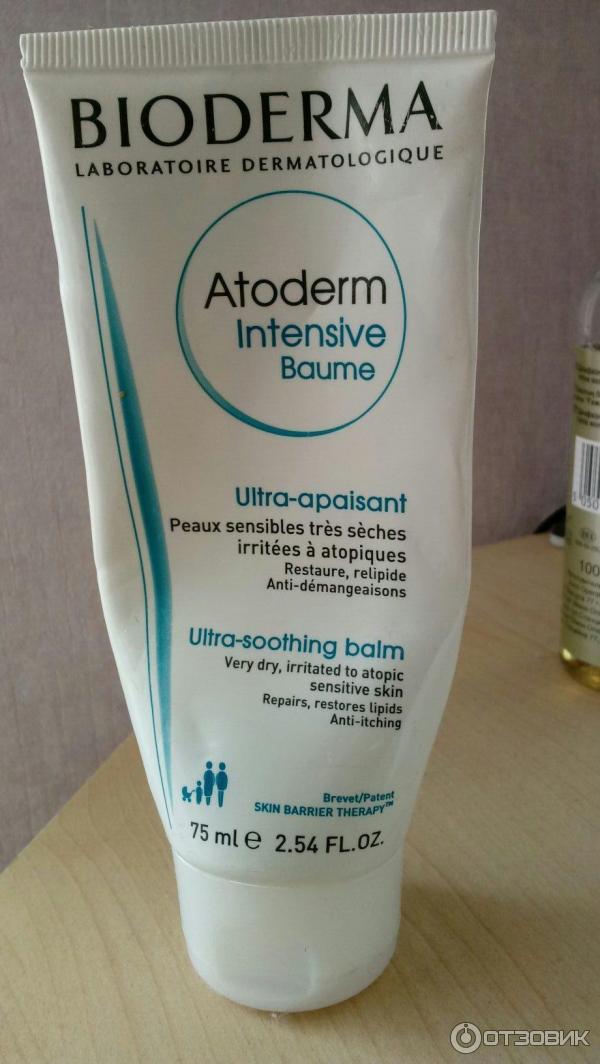 BIODERMA
LABORATOIRE DERMATOLOGIQUE
Atoderm
Intensive
Baume
Ultra-apaisant
Peaux sensibles très sèches
irritées à atopiques
Restaure, relipide
Anti-démangeaisons
Ultra-soothing balm
Very dry, irritated to atopic
sensitive skin
Repairs, restores lipids
Anti-itching
Brevet/Patent
SKIN BARRIER THERAPY™
75 ml e 2.54 FL.OZ.
100
ОТЗОВИК